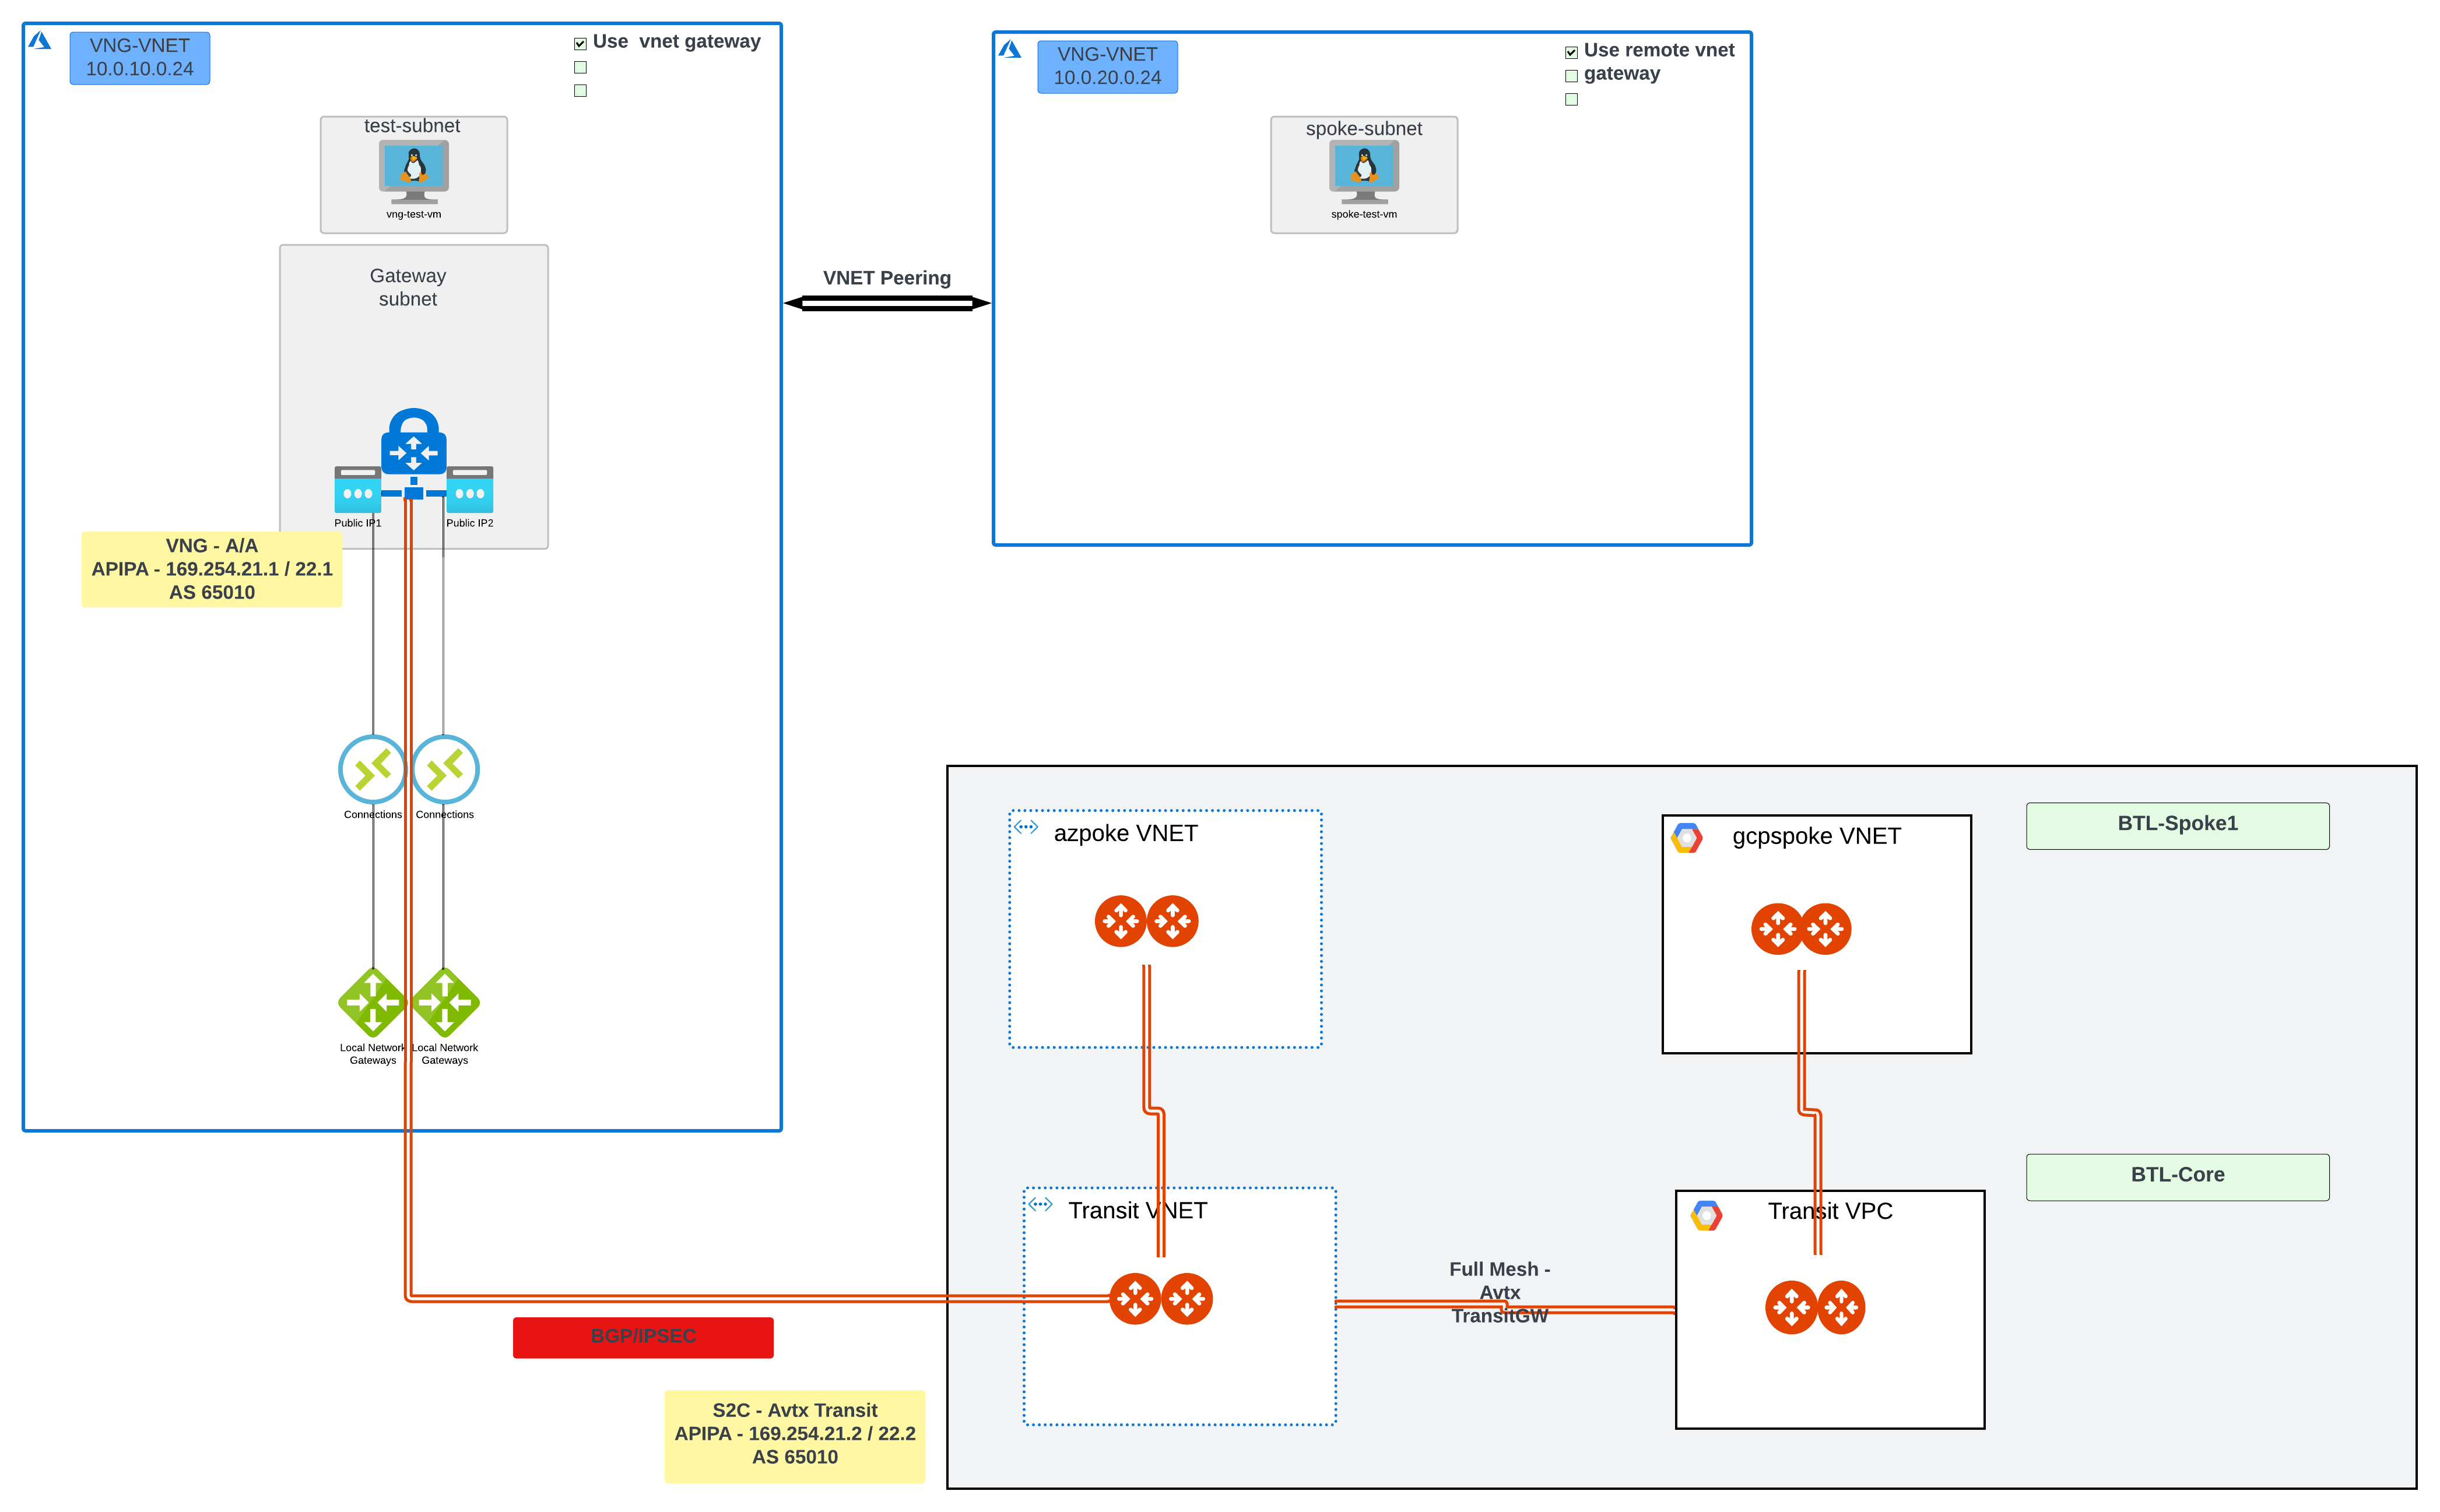 VNG-VNET
10.0.10.0.24
Use  vnet gateway
test-subnet
vng-test-vm
Gateway
subnet
Public IP1
Public IP2
VNG - A/A
APIPA - 169.254.21.1 / 22.1
AS 65010
Connections
Connections
Local Network
Gateways
Local Network
Gateways
VNET Peering
VNG-VNET
10.0.20.0.24
Use remote vnet
gateway
spoke-subnet
spoke-test-vm
azpoke VNET
gcpspoke VNET
BTL-Spoke1
Transit VNET
Full Mesh -
Avtx
TransitGW
Transit VPC
BTL-Core
BGP/IPSEC
S2C - Avtx Transit
APIPA - 169.254.21.2 / 22.2
AS 65010